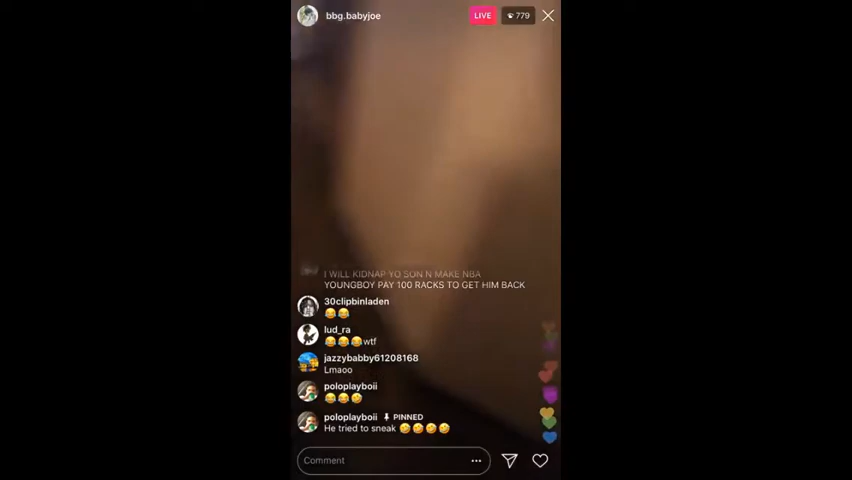 bbg.babyjoe
LIVE
779
I WILL KIDNAP YO SON N MAKE NBA
YOUNGBOY PAY 100 RACKS TO GET HIM BACK
30clipbinladen
😂😂
lud_ra
😂😂😂wtf
jazzybabby61208168
Lmaoo
poloplayboii
😂😂🤣
poloplayboii PINNED
He tried to sneak 🤣🤣🤣🤣
Comment